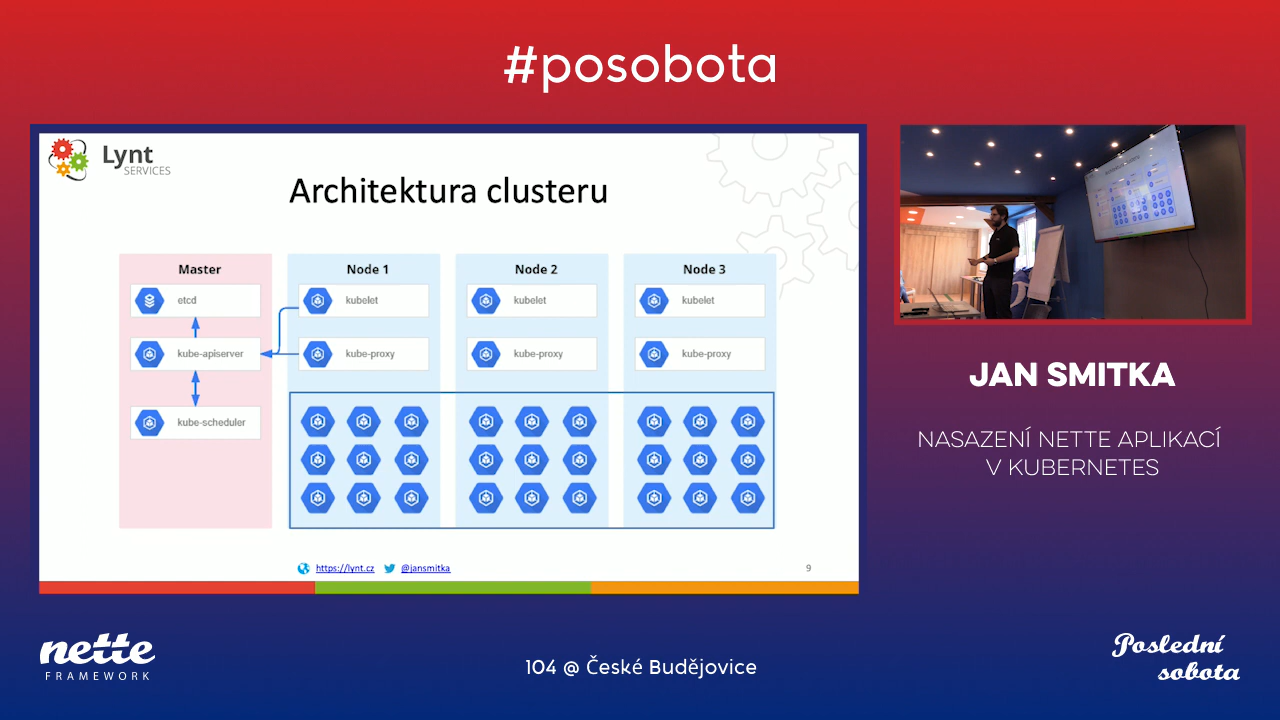 #posobota
Lynt
SERVICES
Architektura clusteru
Master
etcd
kube-apiserver
kube-scheduler
Node 1
kubelet
kube-proxy
Node 2
kubelet
kube-proxy
Node 3
kubelet
kube-proxy
https://lynt.cz
@jansmitka
9
JAN SMITKA
NASAZENÍ NETTE APLIKACÍ
V KUBERNETES
nette
FRAMEWORK
104 @ České Budějovice
Poslední
sobota